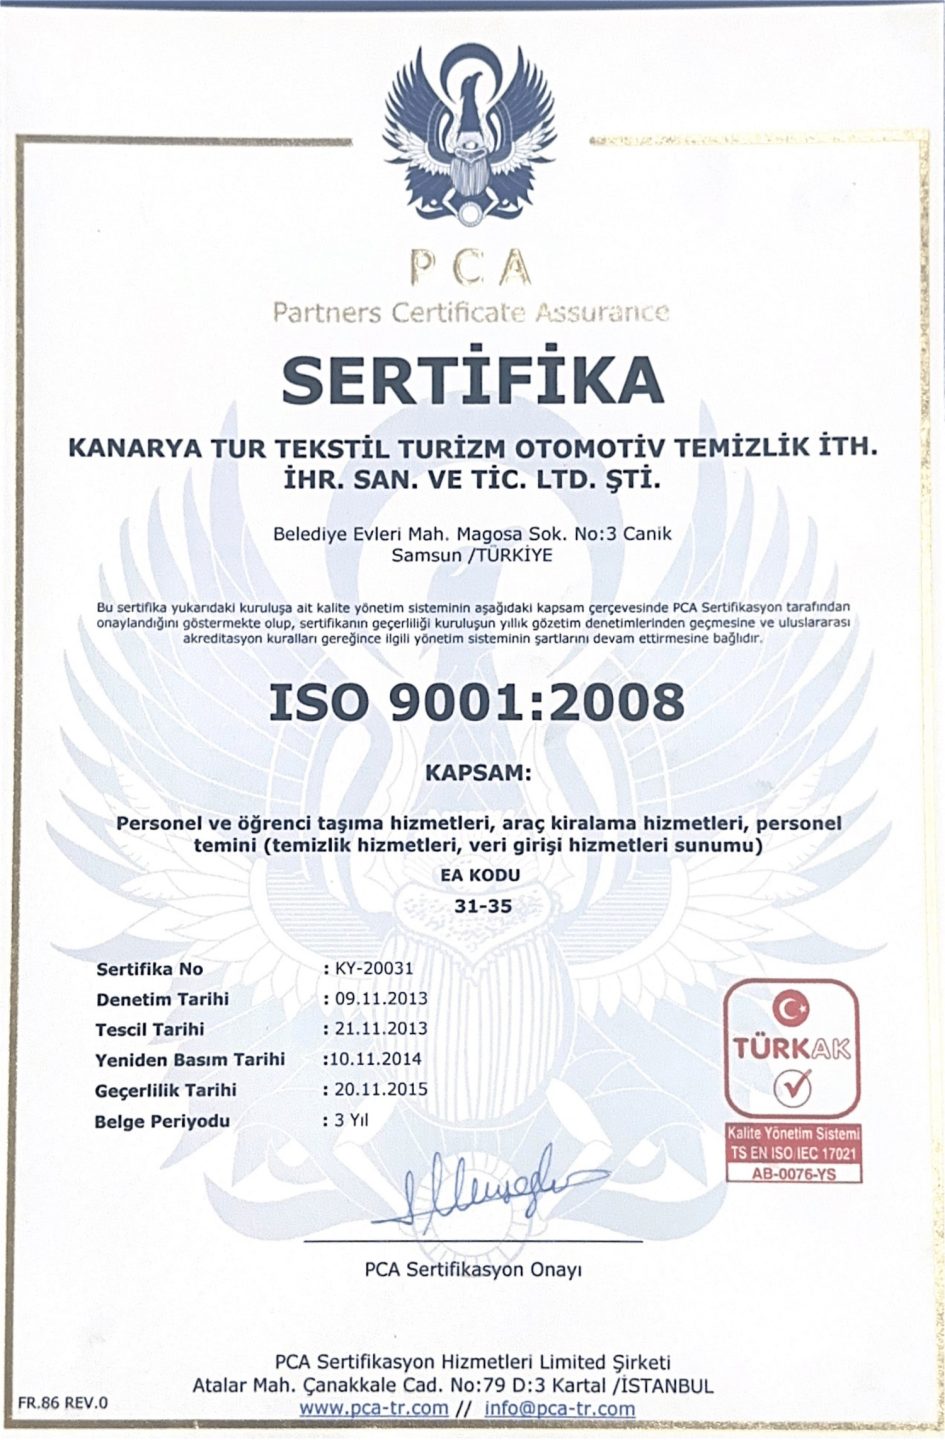 PCA
Partners Certificate Assurance
SERTİFİKA
KANARYA TUR TEKSTİL TURİZM OTOMOTİV TEMİZLİK İTH.
İHR. SAN. VE TİC. LTD. ŞTİ.
Belediye Evleri Mah. Magosa Sok. No:3 Canik
Samsun /TÜRKİYE
Bu sertifika yukarıdaki kuruluşa ait kalite yönetim sisteminin aşağıdaki kapsam çerçevesinde PCA Sertifikasyon tarafından
onaylandığını göstermekte olup, sertifikanın geçerliliği kuruluşun yıllık gözetim denetimlerinden geçmesine ve uluslararası
akreditasyon kuralları gereğince ilgili yönetim sisteminin şartlarını devam ettirmesine bağlıdır.
ISO 9001:2008
KAPSAM:
Personel ve öğrenci taşıma hizmetleri, araç kiralama hizmetleri, personel
temini (temizlik hizmetleri, veri girişi hizmetleri sunumu)
EA KODU
31-35
Sertifika No : KY-20031
Denetim Tarihi : 09.11.2013
Tescil Tarihi : 21.11.2013
Yeniden Basım Tarihi :10.11.2014
Geçerlilik Tarihi : 20.11.2015
Belge Periyodu : 3 Yıl
TÜRKAK
Kalite Yönetim Sistemi
TS EN ISO/IEC 17021
AB-0076-YS
PCA Sertifikasyon Onayı
PCA Sertifikasyon Hizmetleri Limited Şirketi
Atalar Mah. Çanakkale Cad. No:79 D:3 Kartal /İSTANBUL
www.pca-tr.com // info@pca-tr.com
FR.86 REV.0